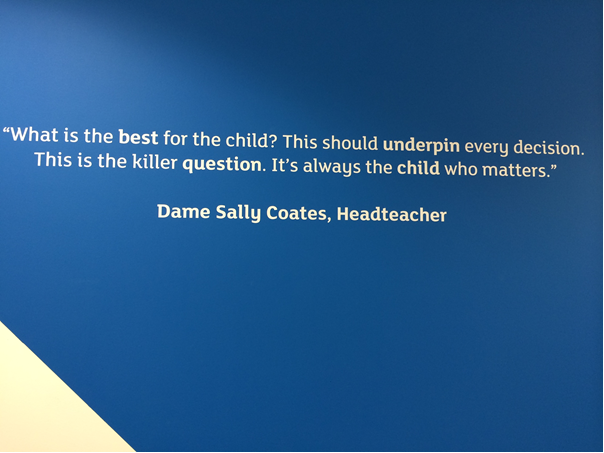 “What is the best for the child? This should underpin every decision.
This is the killer question. It’s always the child who matters.”
Dame Sally Coates, Headteacher